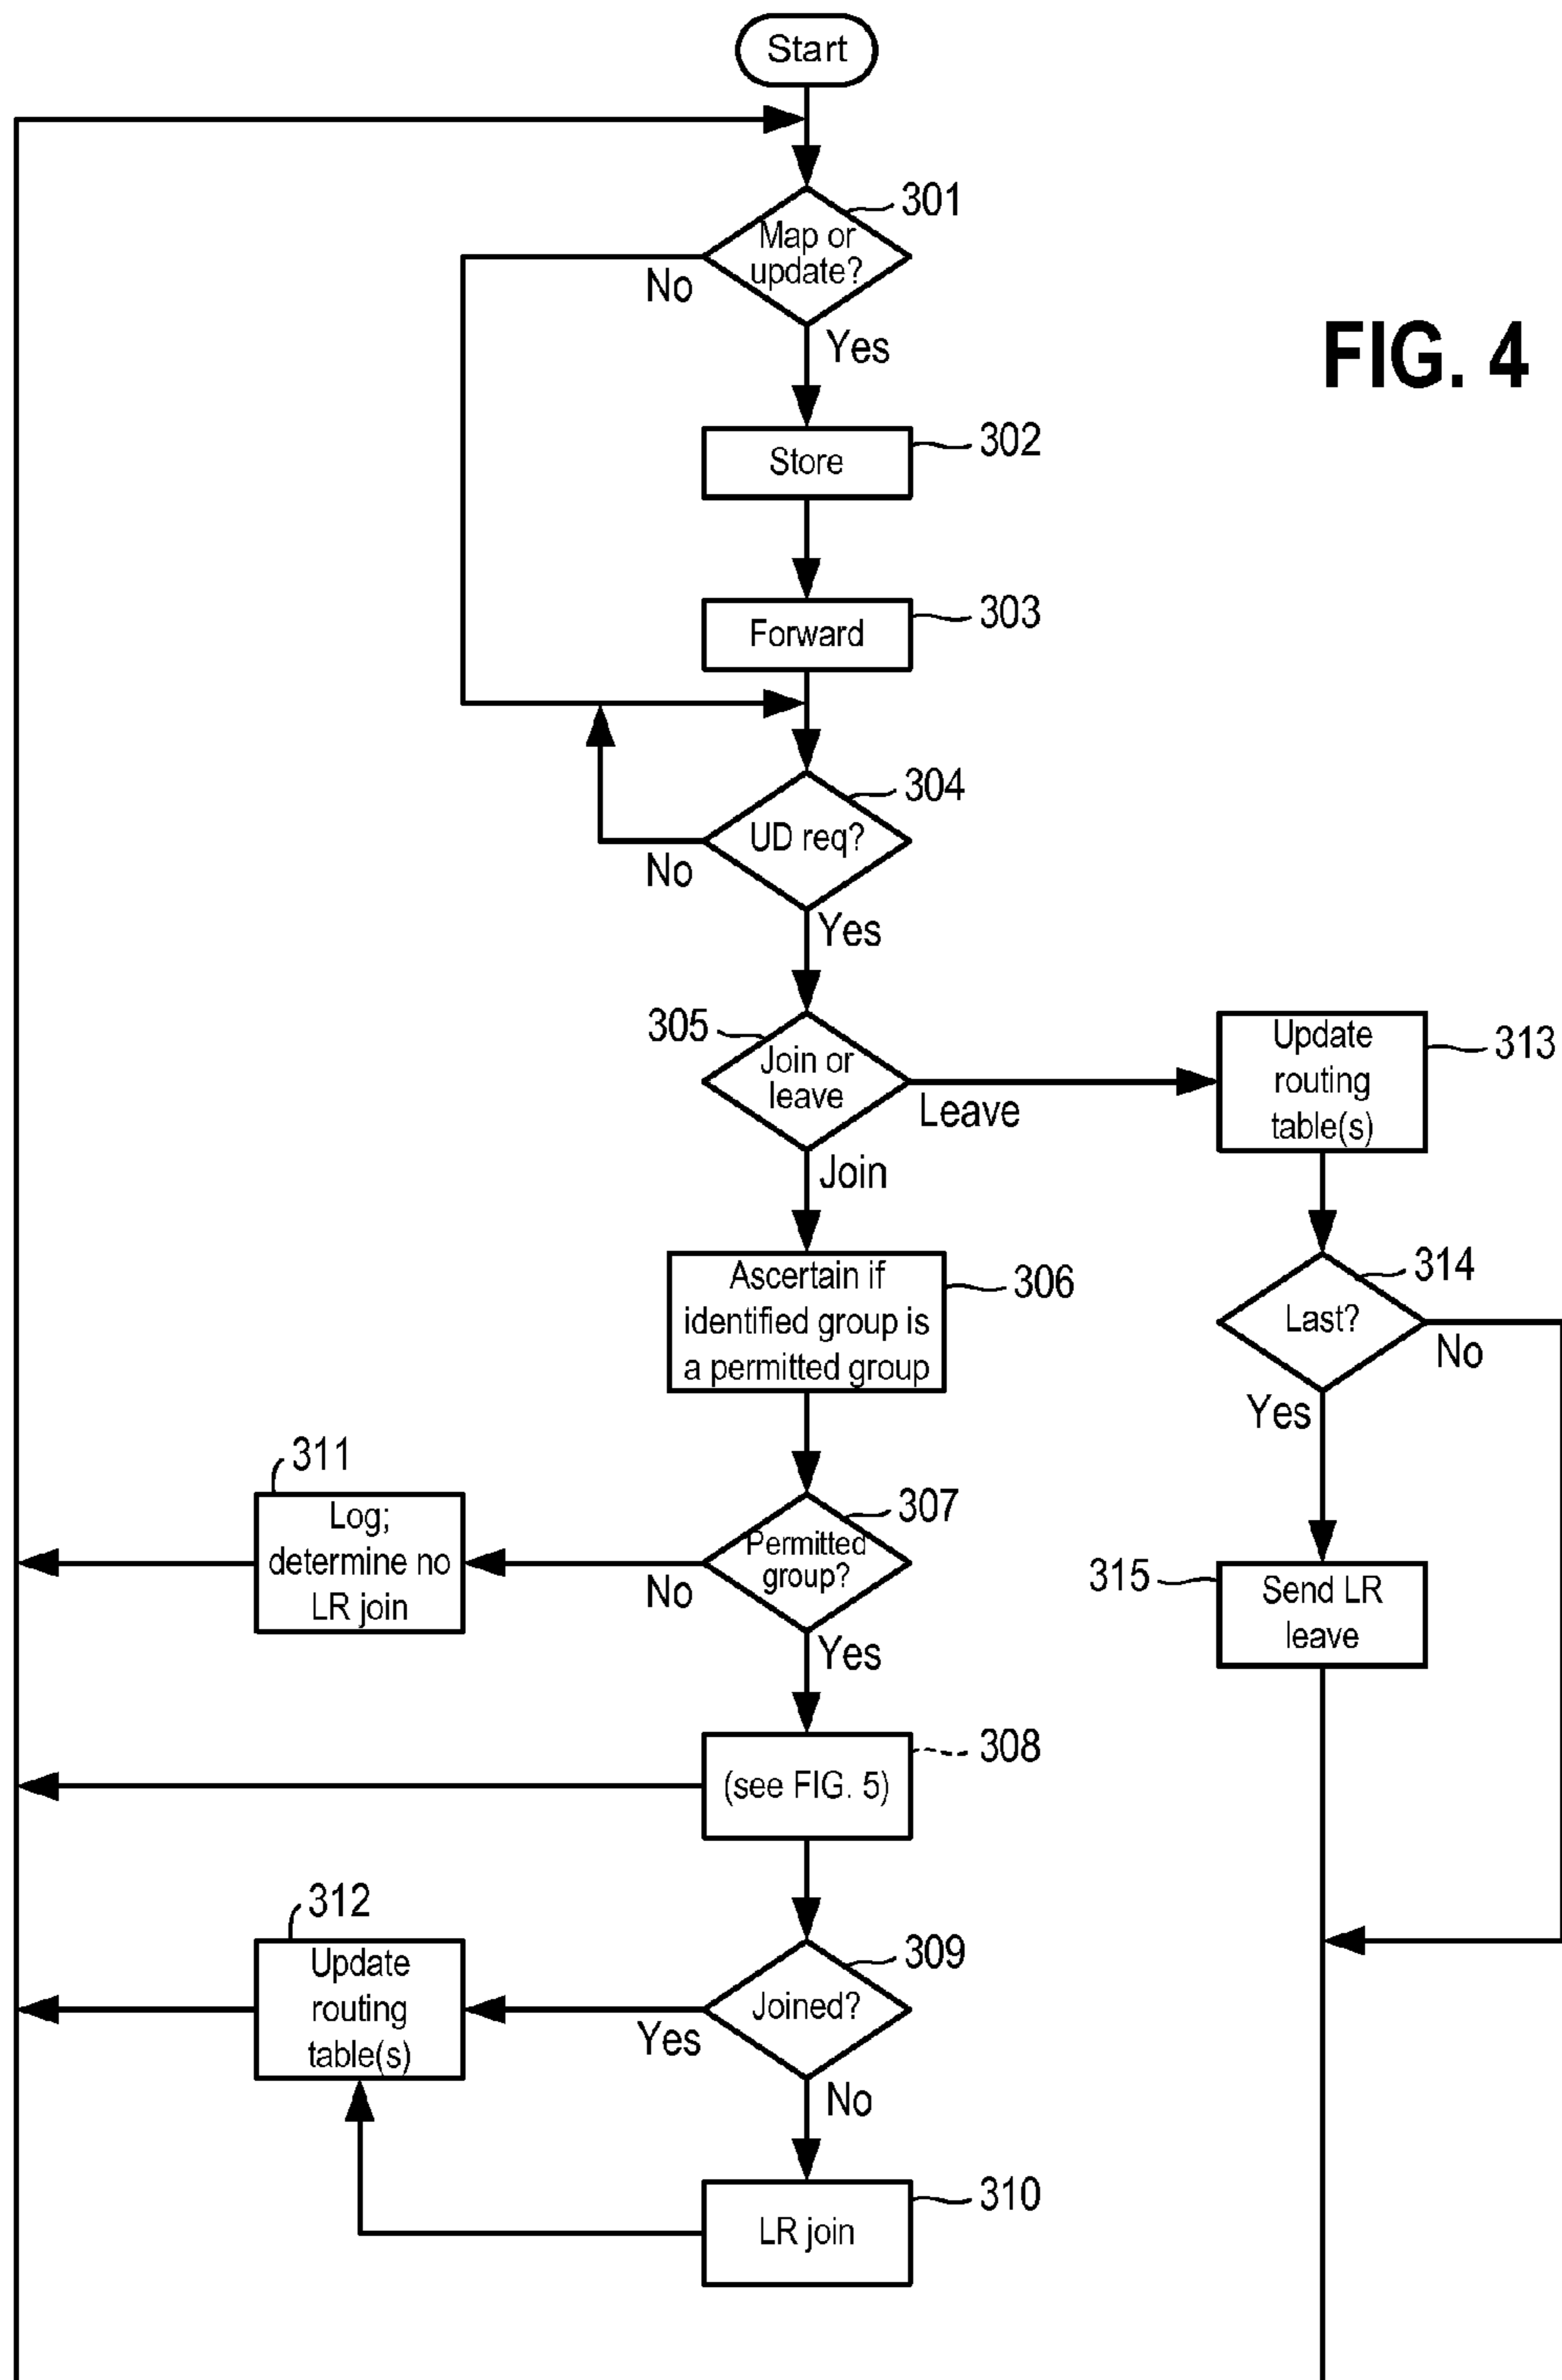 Start
301
Map or
update?
No
Yes
FIG. 4
302
Store
303
Forward
304
UD req?
No
Yes
305
Join or
leave
Leave
Join
Update
routing
table(s)
313
306
Ascertain if
identified group is
a permitted group
314
Last?
No
Yes
311
Log;
determine no
LR join
307
Permitted
group?
No
Yes
315
Send LR
leave
308
(see FIG. 5)
312
Update
routing
table(s)
309
Joined?
Yes
No
310
LR join